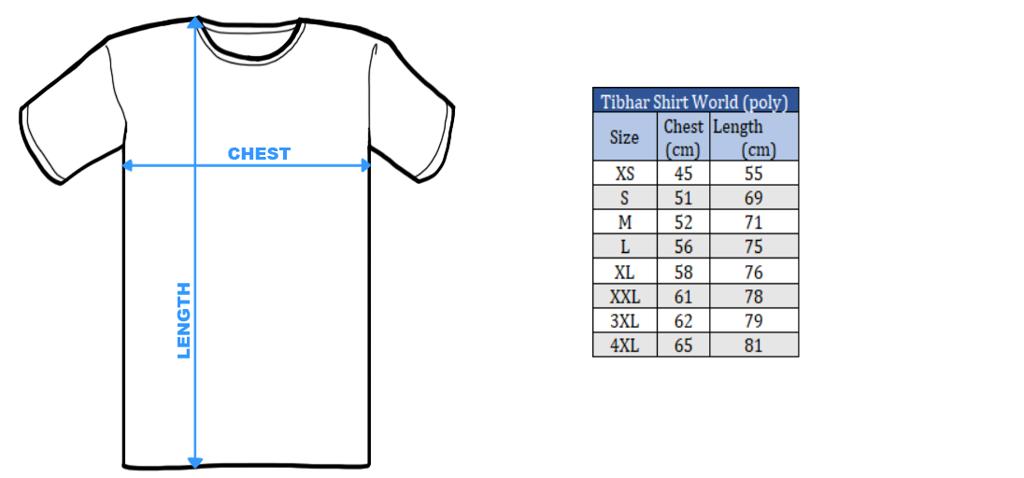 CHEST
LENGTH
Tibhar Shirt World (poly)
Size Chest (cm) Length (cm)
XS 45 55
S 51 69
M 52 71
L 56 75
XL 58 76
XXL 61 78
3XL 62 79
4XL 65 81